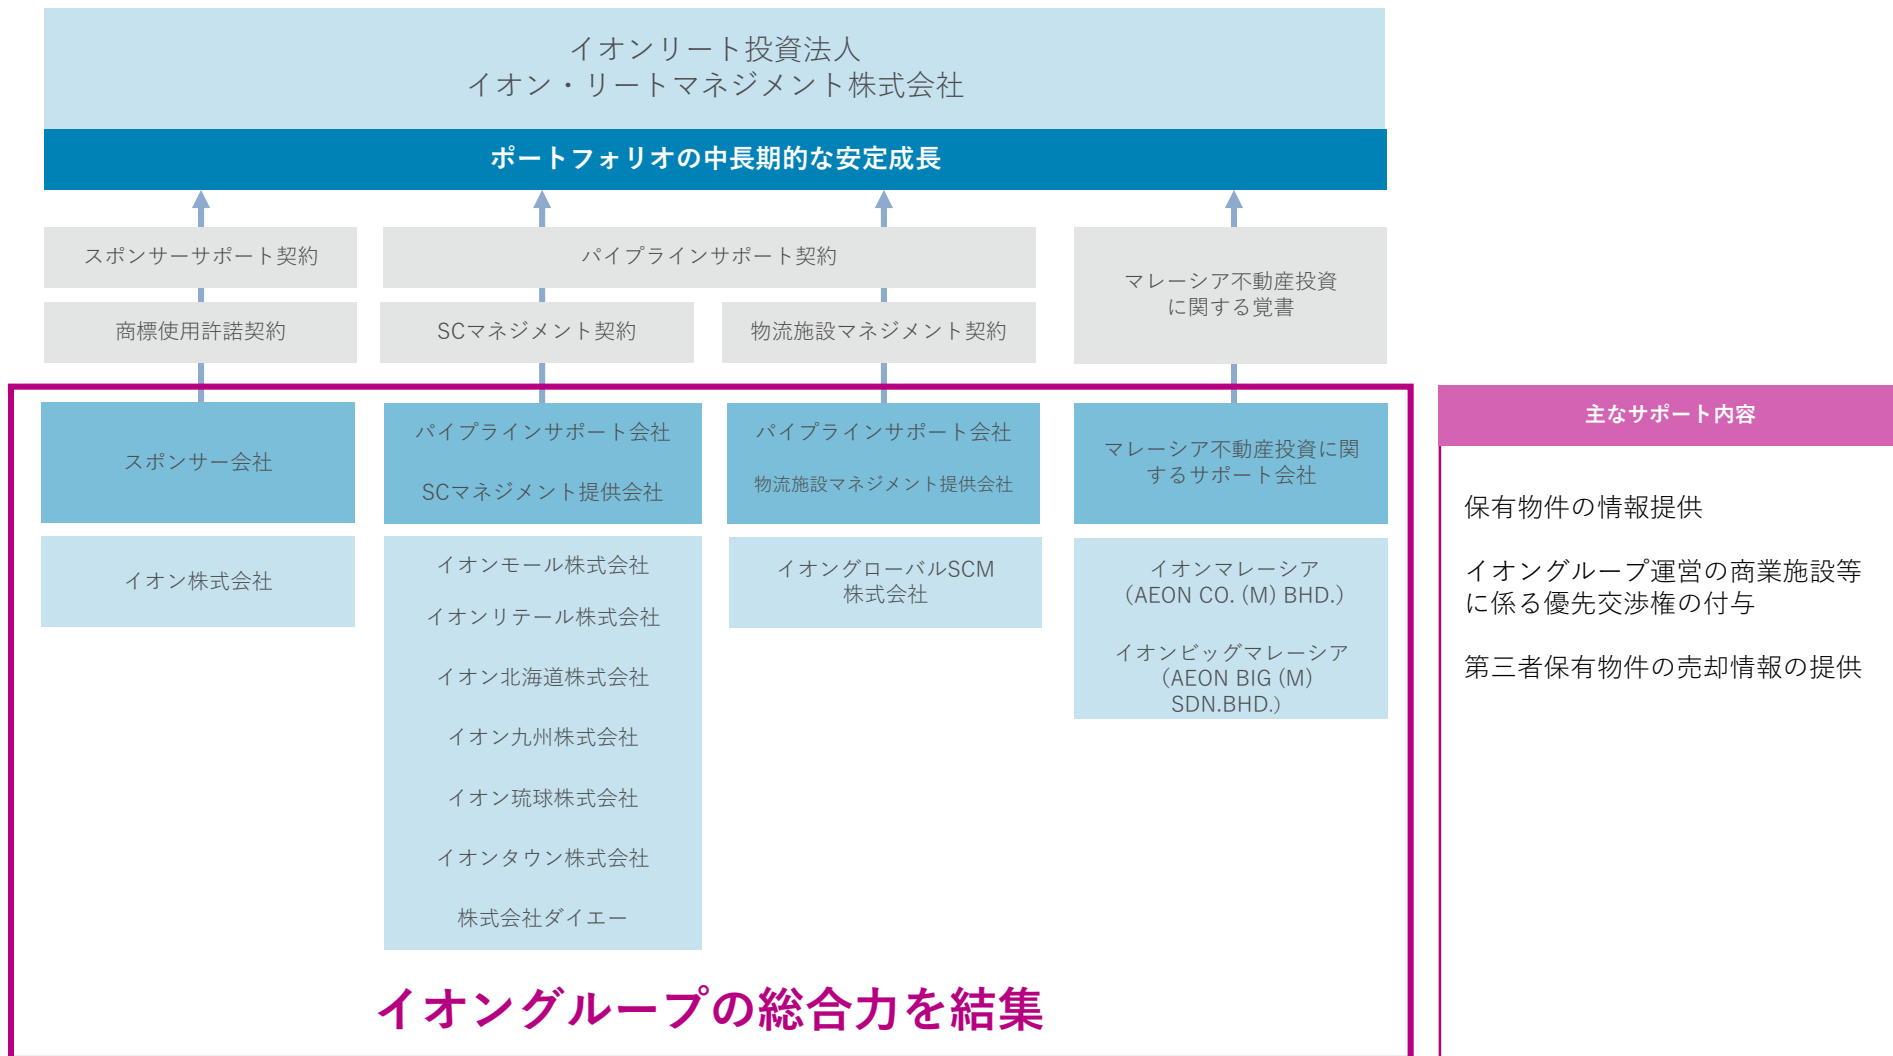 イオンリート投資法人
イオン・リートマネジメント株式会社
ポートフォリオの中長期的な安定成長
スポンサーサポート契約
パイプラインサポート契約
マレーシア不動産投資
に関する覚書
商標使用許諾契約
SCマネジメント契約
物流施設マネジメント契約
スポンサー会社
パイプラインサポート会社
SCマネジメント提供会社
パイプラインサポート会社
物流施設マネジメント提供会社
マレーシア不動産投資に関
するサポート会社
イオン株式会社
イオンモール株式会社
イオンリテール株式会社
イオン北海道株式会社
イオン九州株式会社
イオン琉球株式会社
イオンタウン株式会社
株式会社ダイエー
イオングローバルSCM
株式会社
イオンマレーシア
（AEON CO. (M) BHD.）
イオンビッグマレーシア
（AEON BIG (M)
SDN.BHD.）
イオングループの総合力を結集
主なサポート内容
保有物件の情報提供
イオングループ運営の商業施設等
に係る優先交渉権の付与
第三者保有物件の売却情報の提供